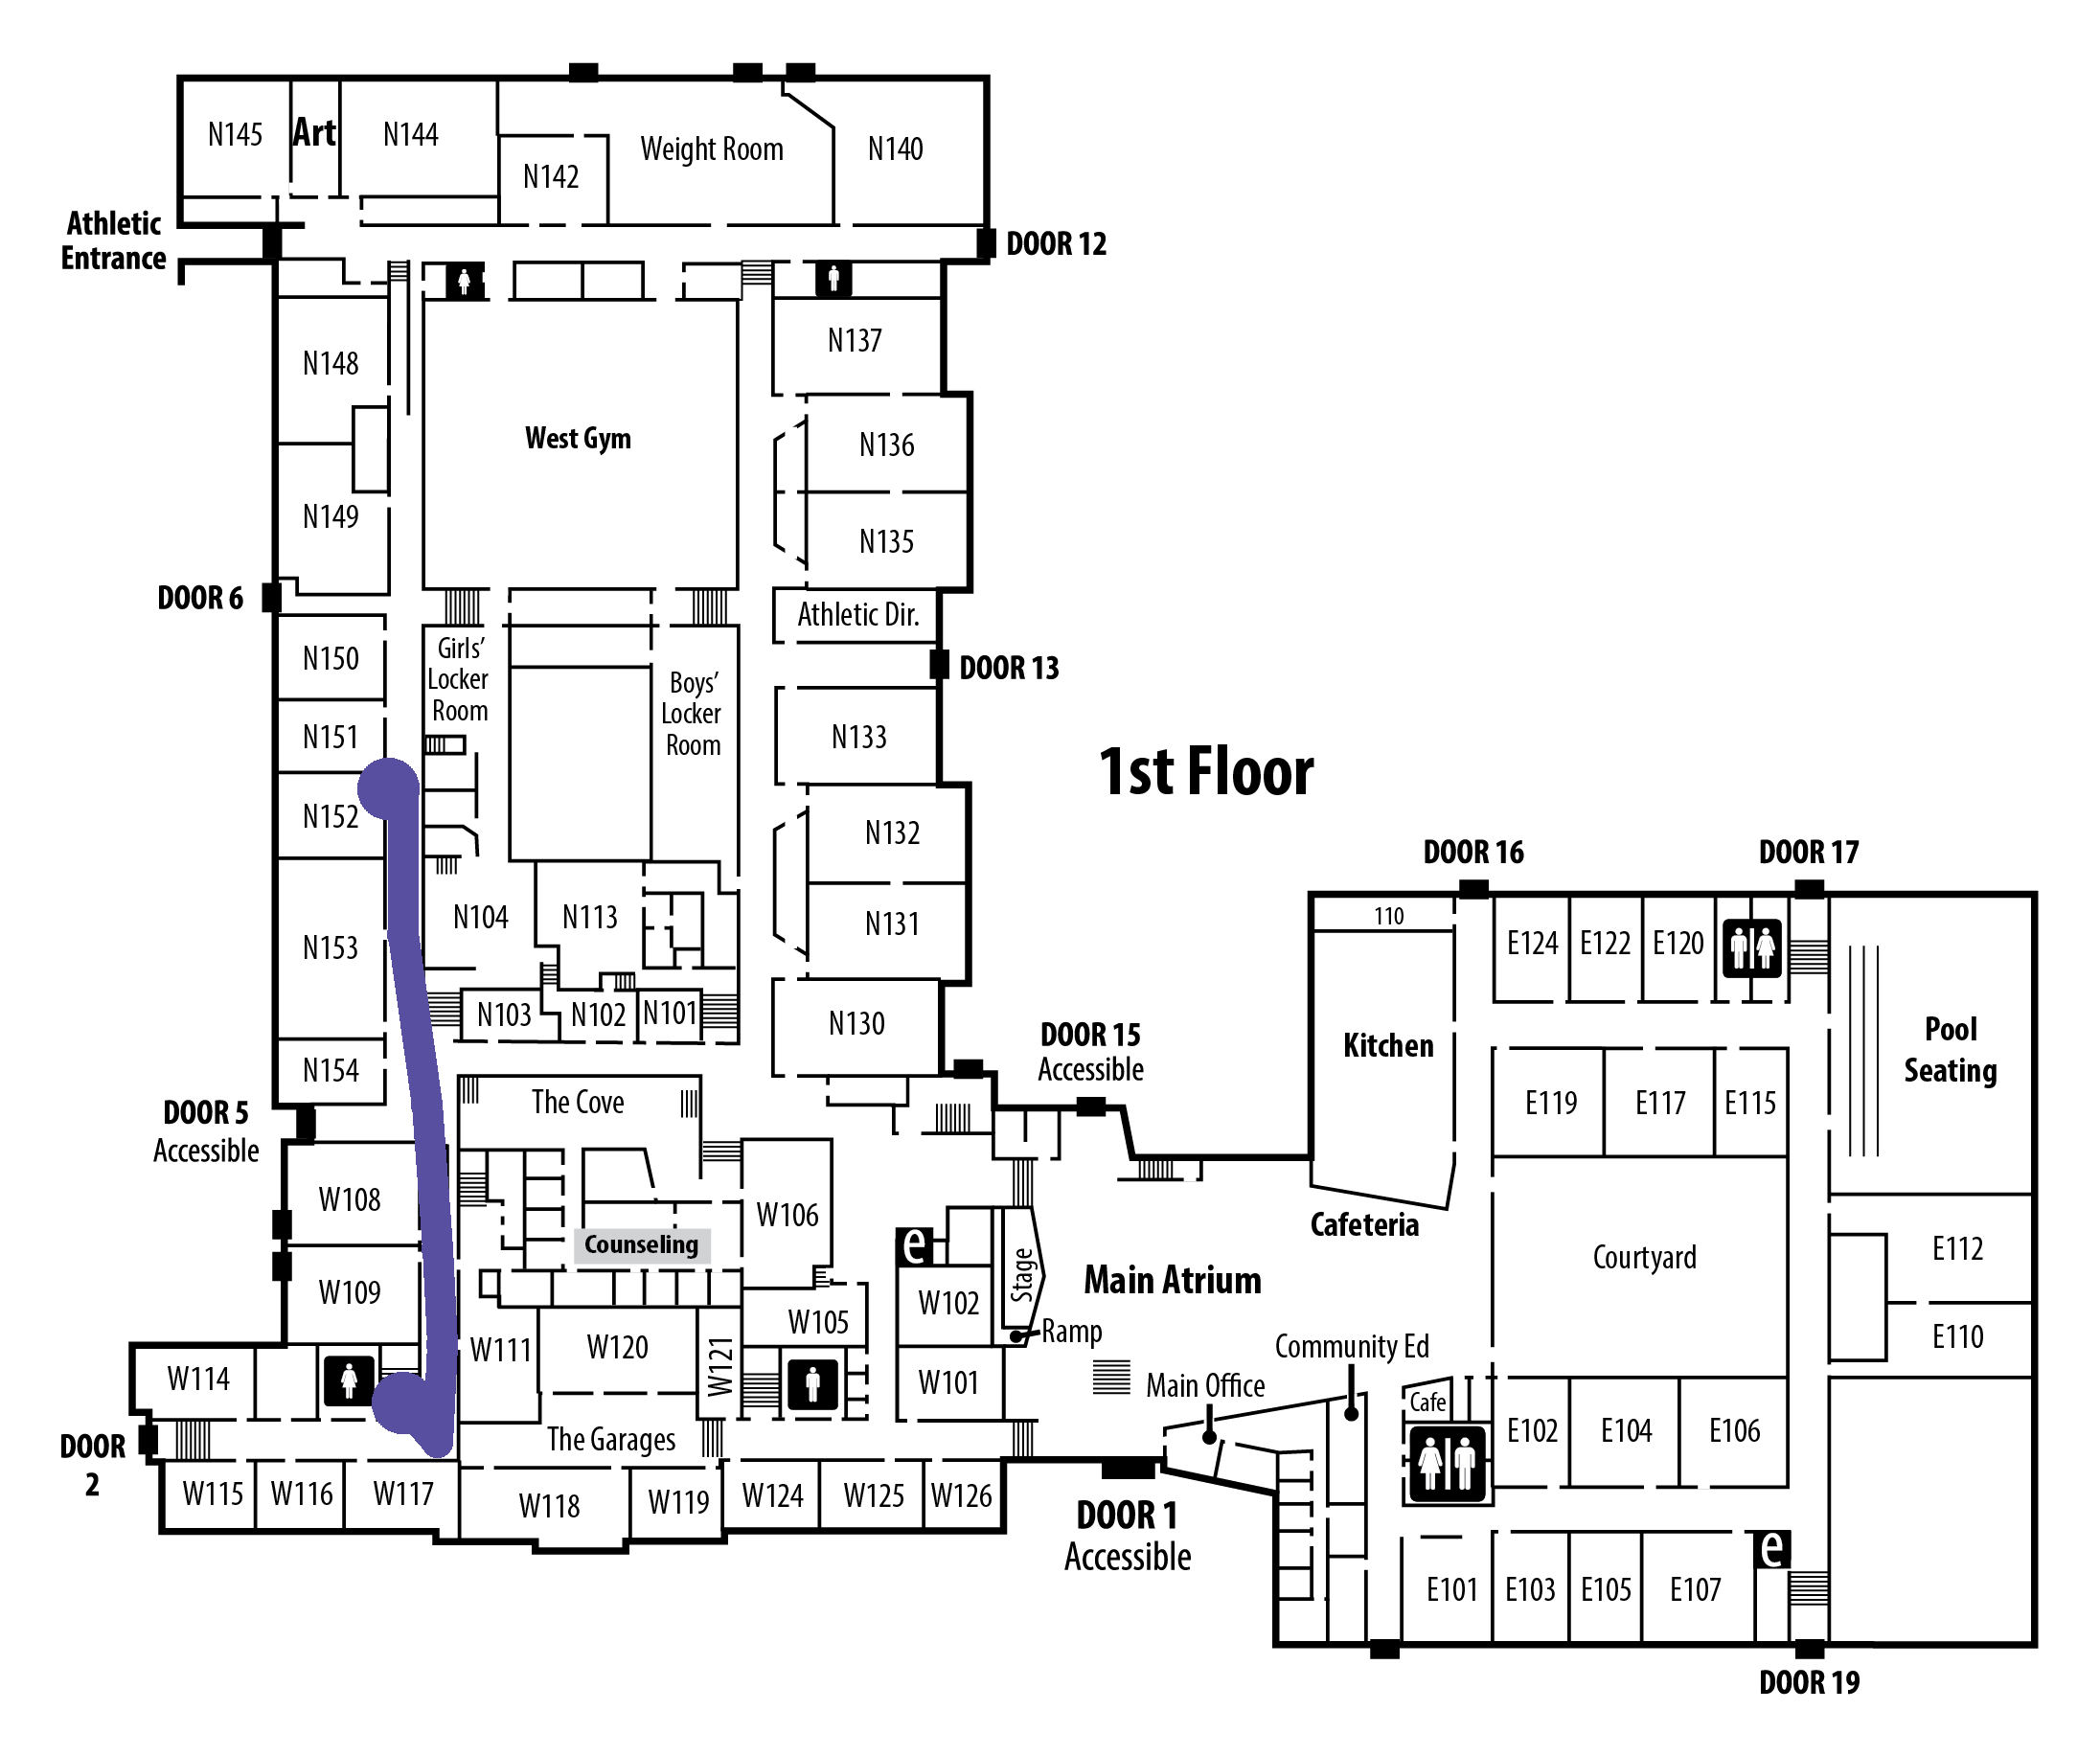 N145
Art
N144
N142
Weight Room
N140
Athletic
Entrance
DOOR 12
N148
N137
West Gym
N136
N149
N135
DOOR 6
Athletic Dir.
N150
Girls'
Locker
Room
DOOR 13
Boys'
Locker
Room
N151
N133
1st Floor
N152
N132
DOOR 16
DOOR 17
N104
N113
N131
110
E124
E122
E120
N153
N103
N102
N101
N130
DOOR 15
Accessible
Kitchen
Pool
Seating
N154
The Cove
E119
E117
E115
DOOR 5
Accessible
W108
W106
Cafeteria
Counseling
e
Stage
Main Atrium
Courtyard
E112
W109
W102
W105
Ramp
E110
W111
W120
W121
Community Ed
W114
W101
Main Office
Cafe
The Garages
E102
E104
E106
DOOR
2
W115
W116
W117
W118
W119
W124
W125
W126
DOOR 1
Accessible
e
E101
E103
E105
E107
DOOR 19